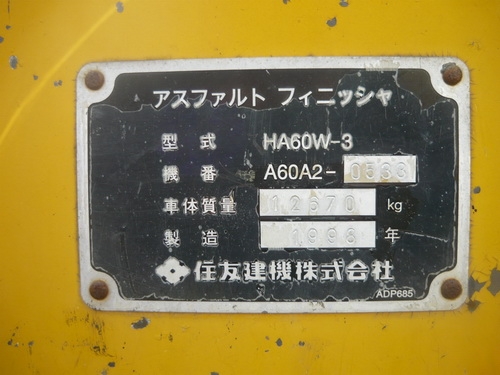 アスファルト フィニッシャ
型式 HA60W-3
機番 A60A2-0533
車体質量 12670 kg
製造 1996 年
住友建機株式会社
ADP685